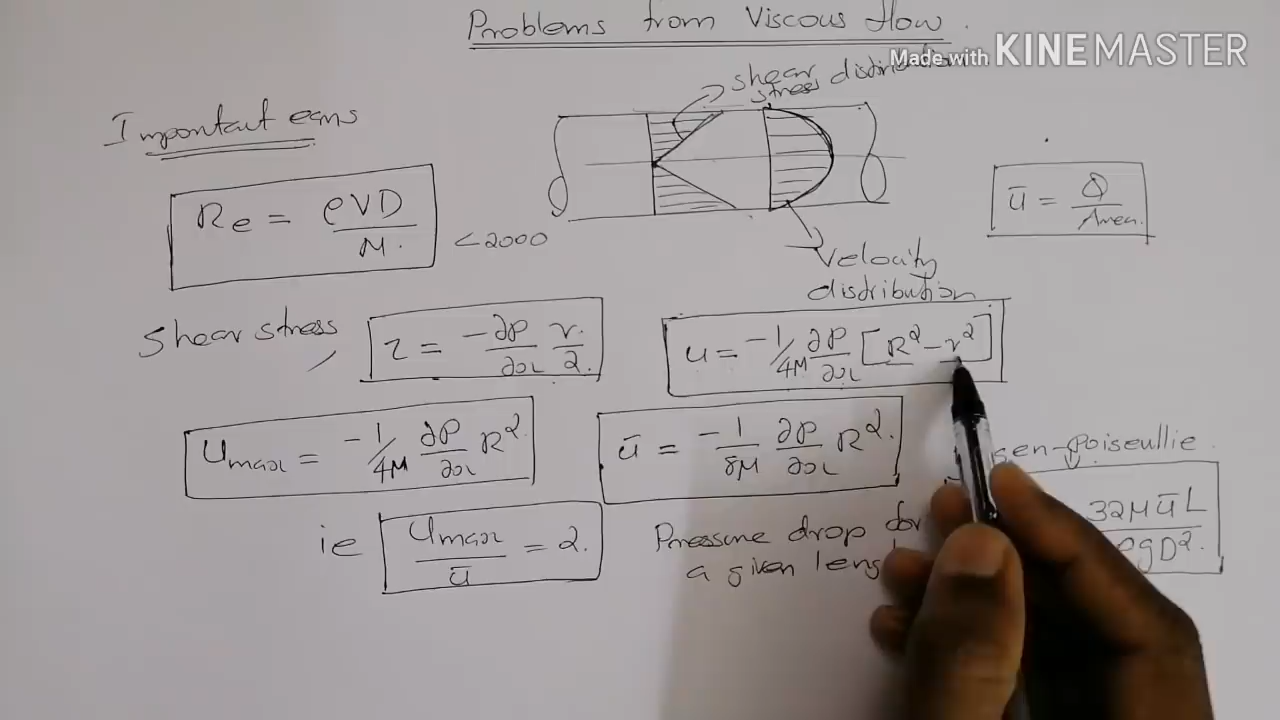 Problems from Viscous flow.
Made with KINEMASTER
shear
stress distribution
Important eqns
Re = ρVD / μ. <2000
ū = Q / Area.
Velocity
distribution
Shear stress τ = -∂P/∂x r/2.
u = -1/4μ ∂P/∂x [R²-r²]
Umax = -1/4μ ∂P/∂x R².
ū = -1/8μ ∂P/∂x R².
-poiseullie.
ie Umax / ū = 2.
Pressure drop for
a given
32μūL / ρgD².